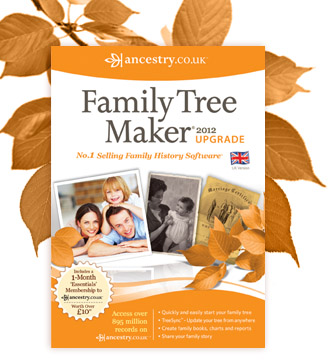 ancestry.co.uk
Family Tree
Maker® 2012
UPGRADE
No.1 Selling Family History Software
UK Version
Marriage Certificate
Includes a
1-Month
'Essentials'
Membership to
ancestry.co.uk
Worth Over
£10**
Access over
895 million
records on
ancestry.co.uk
• Quickly and easily start your family tree
• TreeSync™ - Update your tree from anywhere
• Create family books, charts and reports
• Share your family story